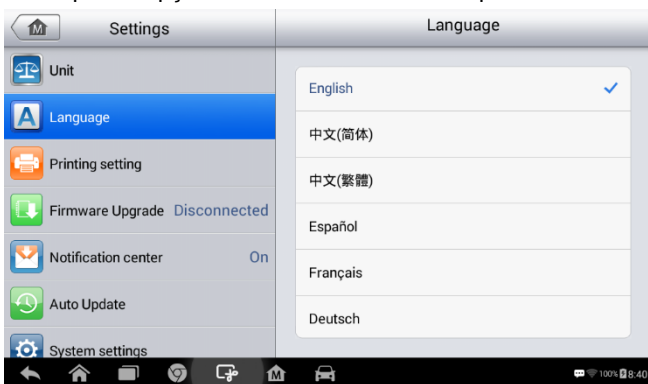 Settings
Language
Unit
Language
Printing setting
Firmware Upgrade Disconnected
Notification center On
Auto Update
System settings
English
中文(简体)
中文(繁體)
Español
Français
Deutsch
100% 8:40